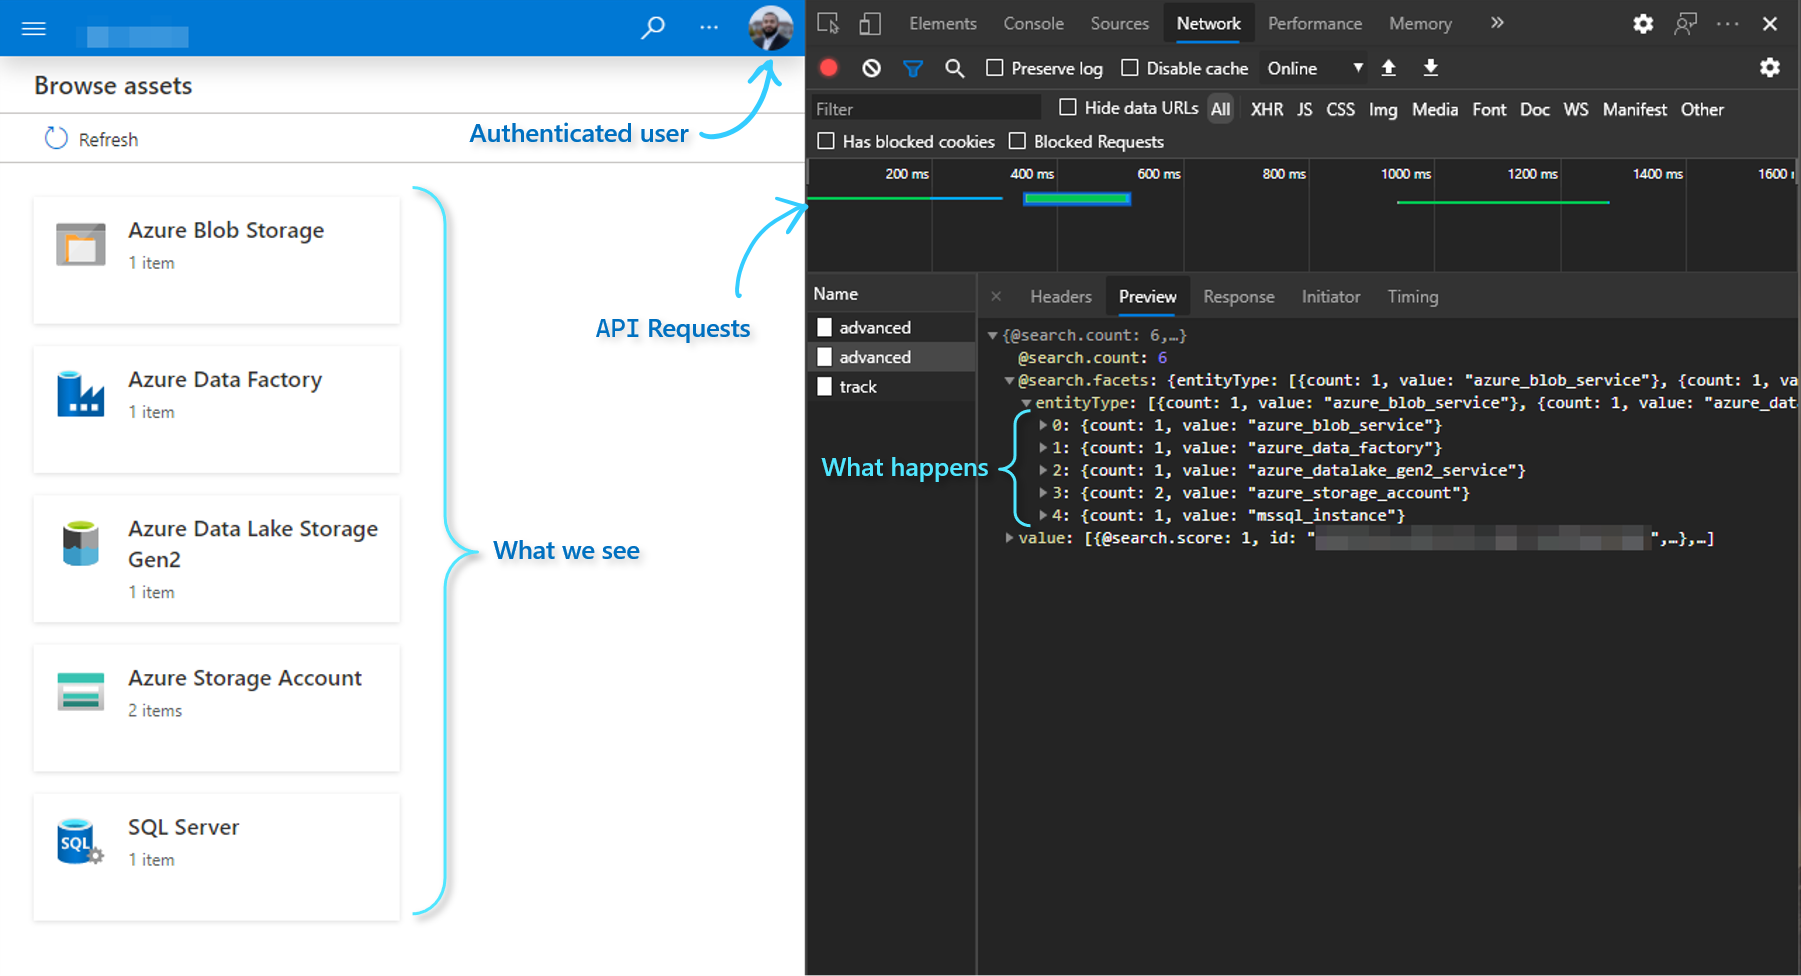 Browse assets
Refresh
Authenticated user
Azure Blob Storage
1 item
Azure Data Factory
1 item
Azure Data Lake Storage
Gen2
1 item
Azure Storage Account
2 items
SQL
SQL Server
1 item
What we see
API Requests
Elements Console Sources Network Performance Memory
Preserve log Disable cache Online
Filter Hide data URLs All XHR JS CSS Img Media Font Doc WS Manifest Other
Has blocked cookies Blocked Requests
200 ms 400 ms 600 ms 800 ms 1000 ms 1200 ms 1400 ms 1600
Name
advanced
advanced
track
Headers Preview Response Initiator Timing
{@search.count: 6,…}
@search.count: 6
@search.facets: {entityType: [{count: 1, value: "azure_blob_service"}, {count: 1, va
entityType: [{count: 1, value: "azure_blob_service"}, {count: 1, value: "azure_dat
0: {count: 1, value: "azure_blob_service"}
1: {count: 1, value: "azure_data_factory"}
2: {count: 1, value: "azure_datalake_gen2_service"}
3: {count: 2, value: "azure_storage_account"}
4: {count: 1, value: "mssql_instance"}
value: [{@search.score: 1, id: " ",…},…]
What happens